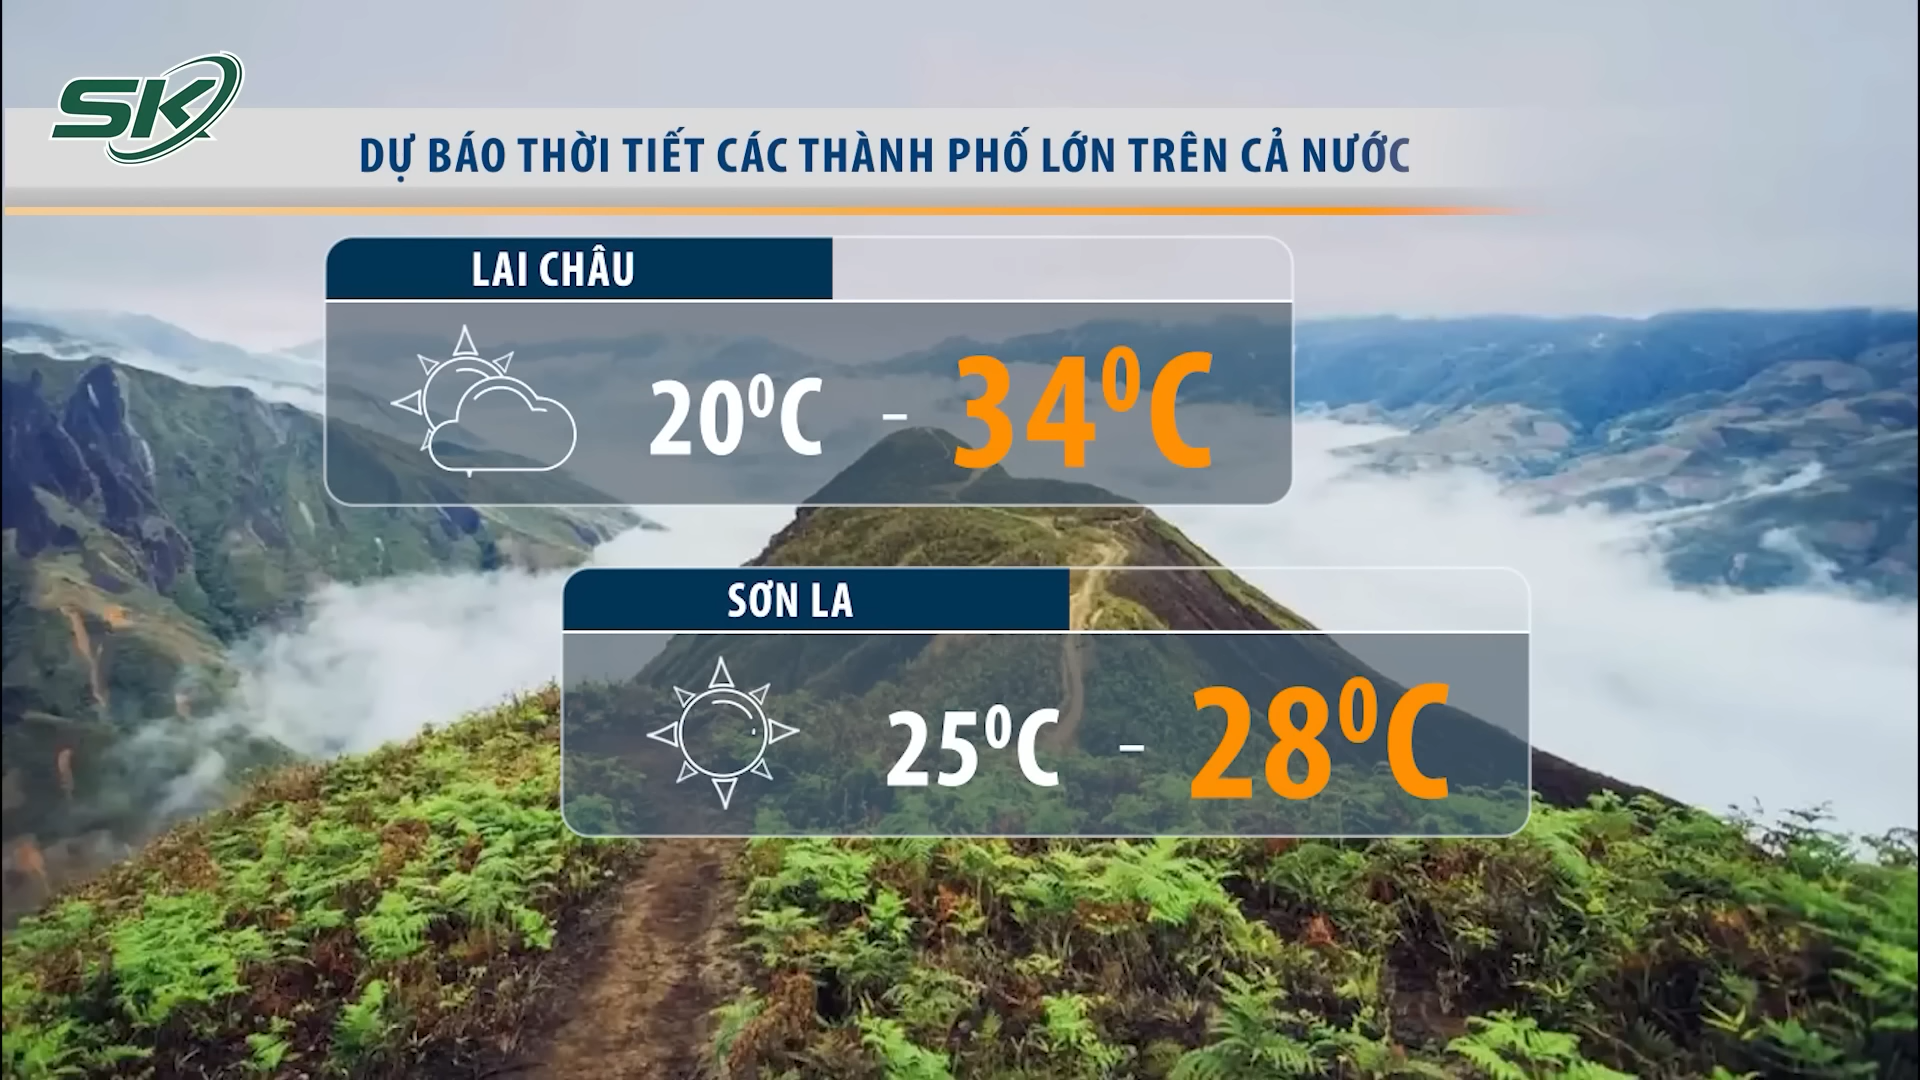 SK
DỰ BÁO THỜI TIẾT CÁC THÀNH PHỐ LỚN TRÊN CẢ NƯỚC
LAI CHÂU
20⁰C - 34⁰C
SƠN LA
25⁰C - 28⁰C